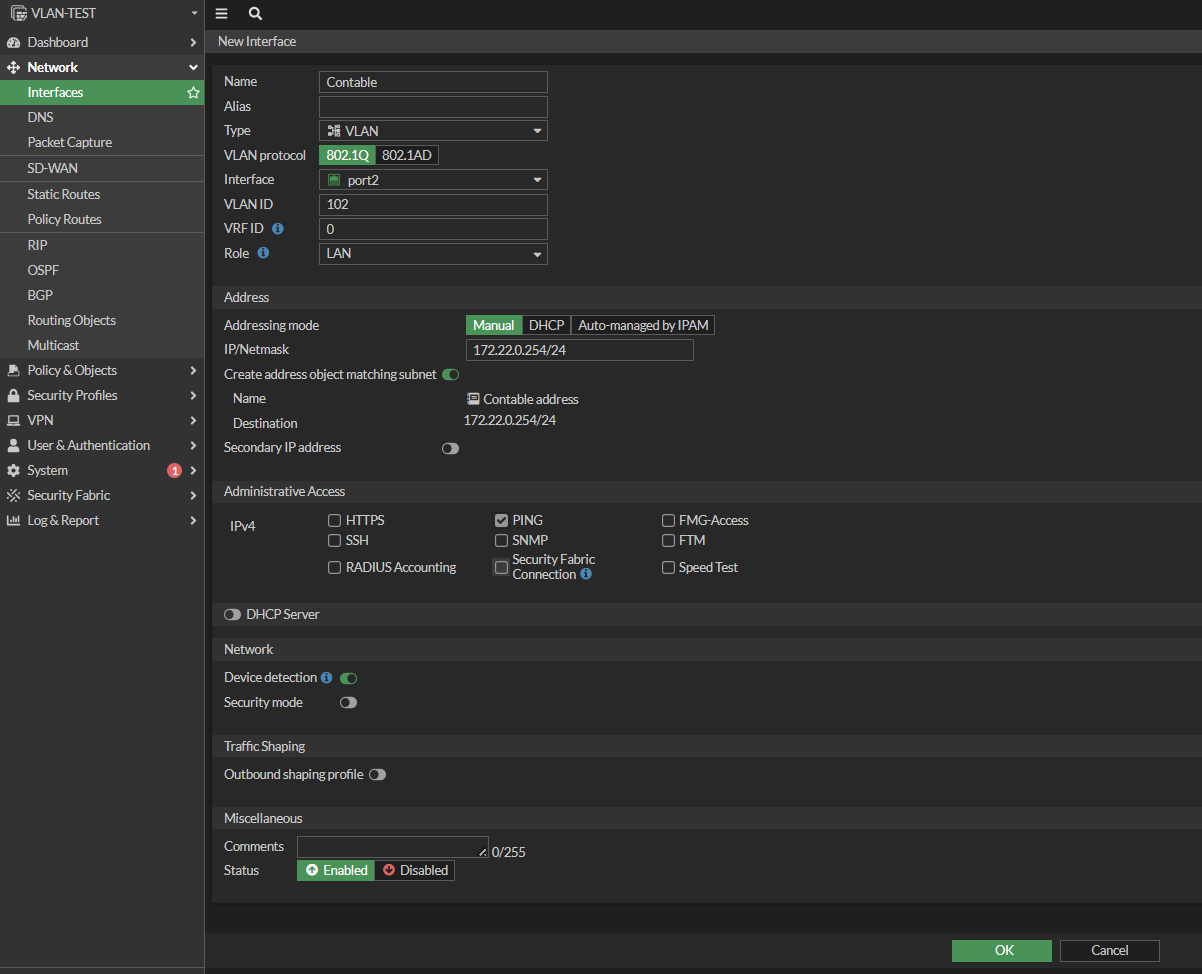 VLAN-TEST
Dashboard
Network
Interfaces
DNS
Packet Capture
SD-WAN
Static Routes
Policy Routes
RIP
OSPF
BGP
Routing Objects
Multicast
Policy & Objects
Security Profiles
VPN
User & Authentication
System 1
Security Fabric
Log & Report
New Interface
Name Contable
Alias
Type VLAN
VLAN protocol 802.1Q 802.1AD
Interface port2
VLAN ID 102
VRF ID 0
Role LAN
Address
Addressing mode Manual DHCP Auto-managed by IPAM
IP/Netmask 172.22.0.254/24
Create address object matching subnet
Name Contable address
Destination 172.22.0.254/24
Secondary IP address
Administrative Access
IPv4 HTTPS PING FMG-Access
SSH SNMP FTM
RADIUS Accounting Security Fabric Connection Speed Test
DHCP Server
Network
Device detection
Security mode
Traffic Shaping
Outbound shaping profile
Miscellaneous
Comments 0/255
Status Enabled Disabled
OK Cancel